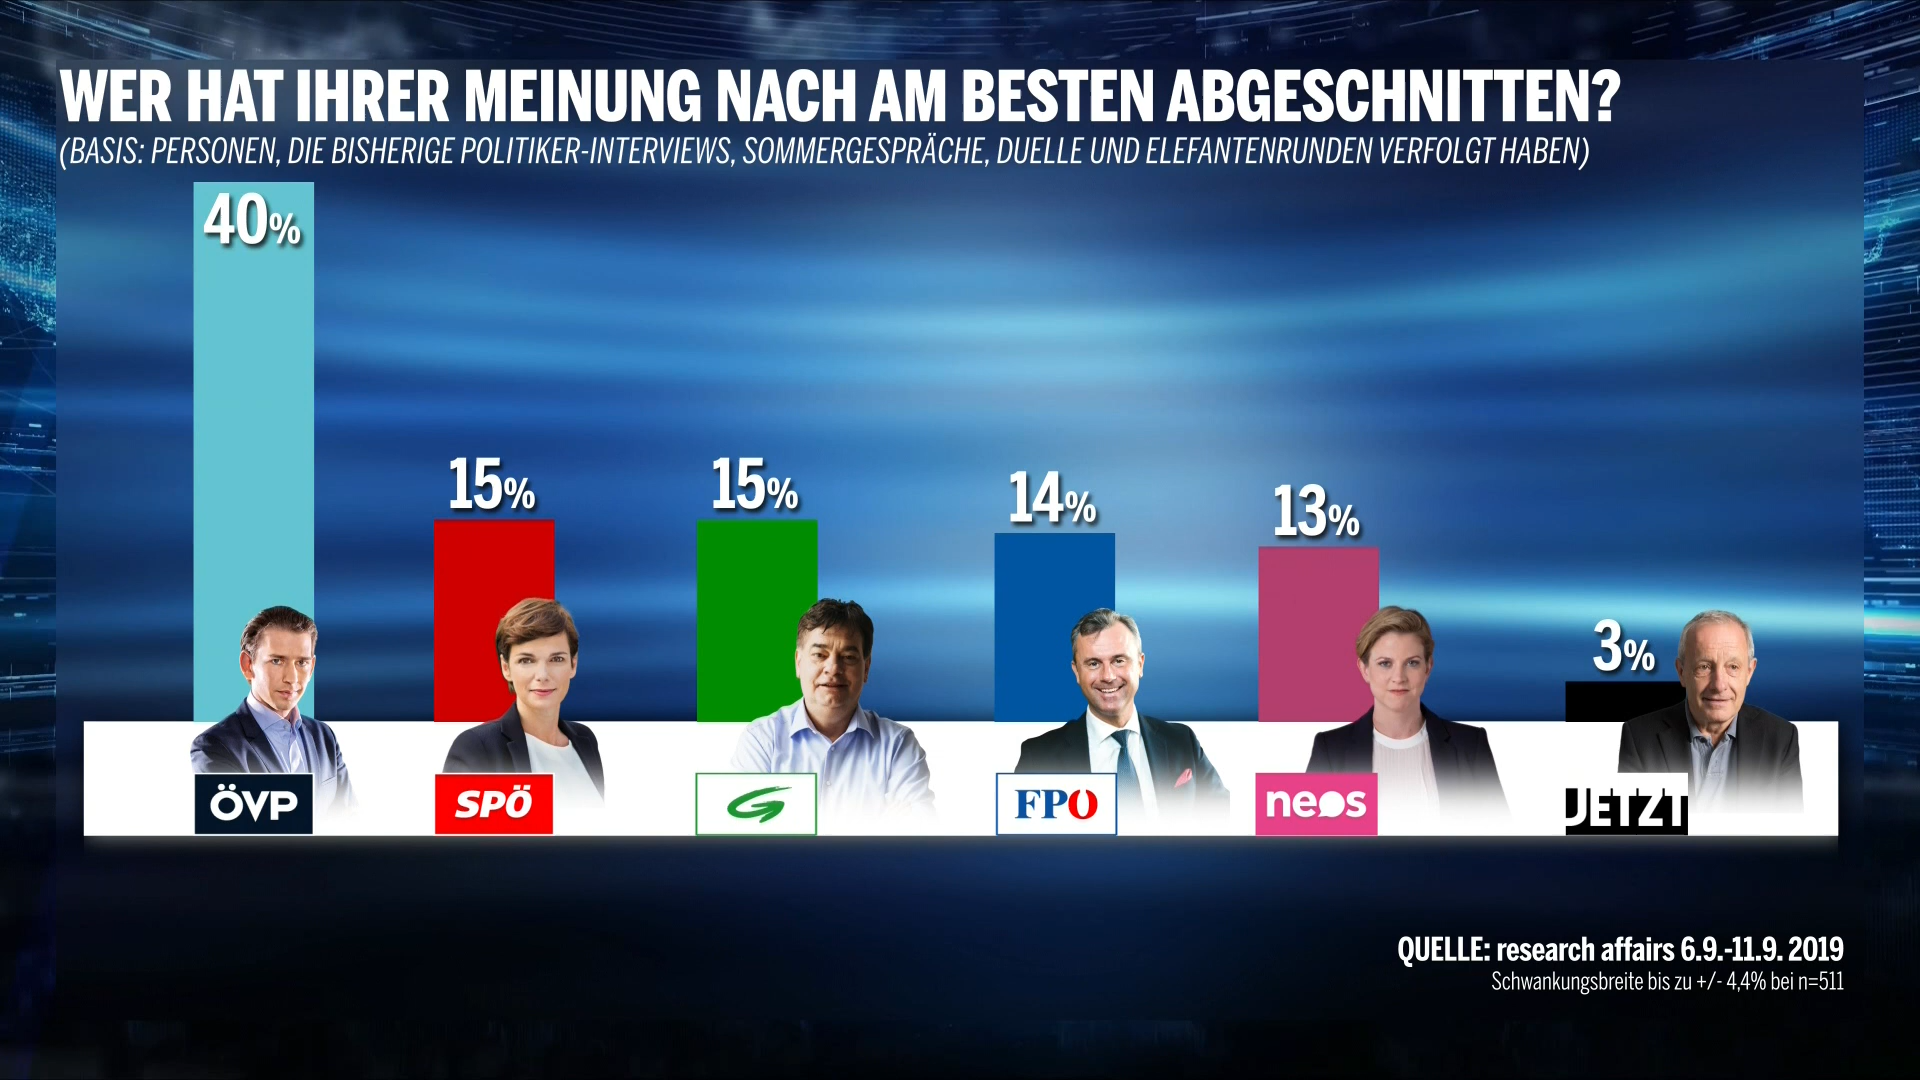 WER HAT IHRER MEINUNG NACH AM BESTEN ABGESCHNITTEN?
(BASIS: PERSONEN, DIE BISHERIGE POLITIKER-INTERVIEWS, SOMMERGESPRÄCHE, DUELLE UND ELEFANTENRUNDEN VERFOLGT HABEN)
40%
15%
15%
14%
13%
3%
ÖVP
SPÖ
G
FPÖ
neos
JETZT
QUELLE: research affairs 6.9.-11.9. 2019
Schwankungsbreite bis zu +/- 4,4% bei n=511